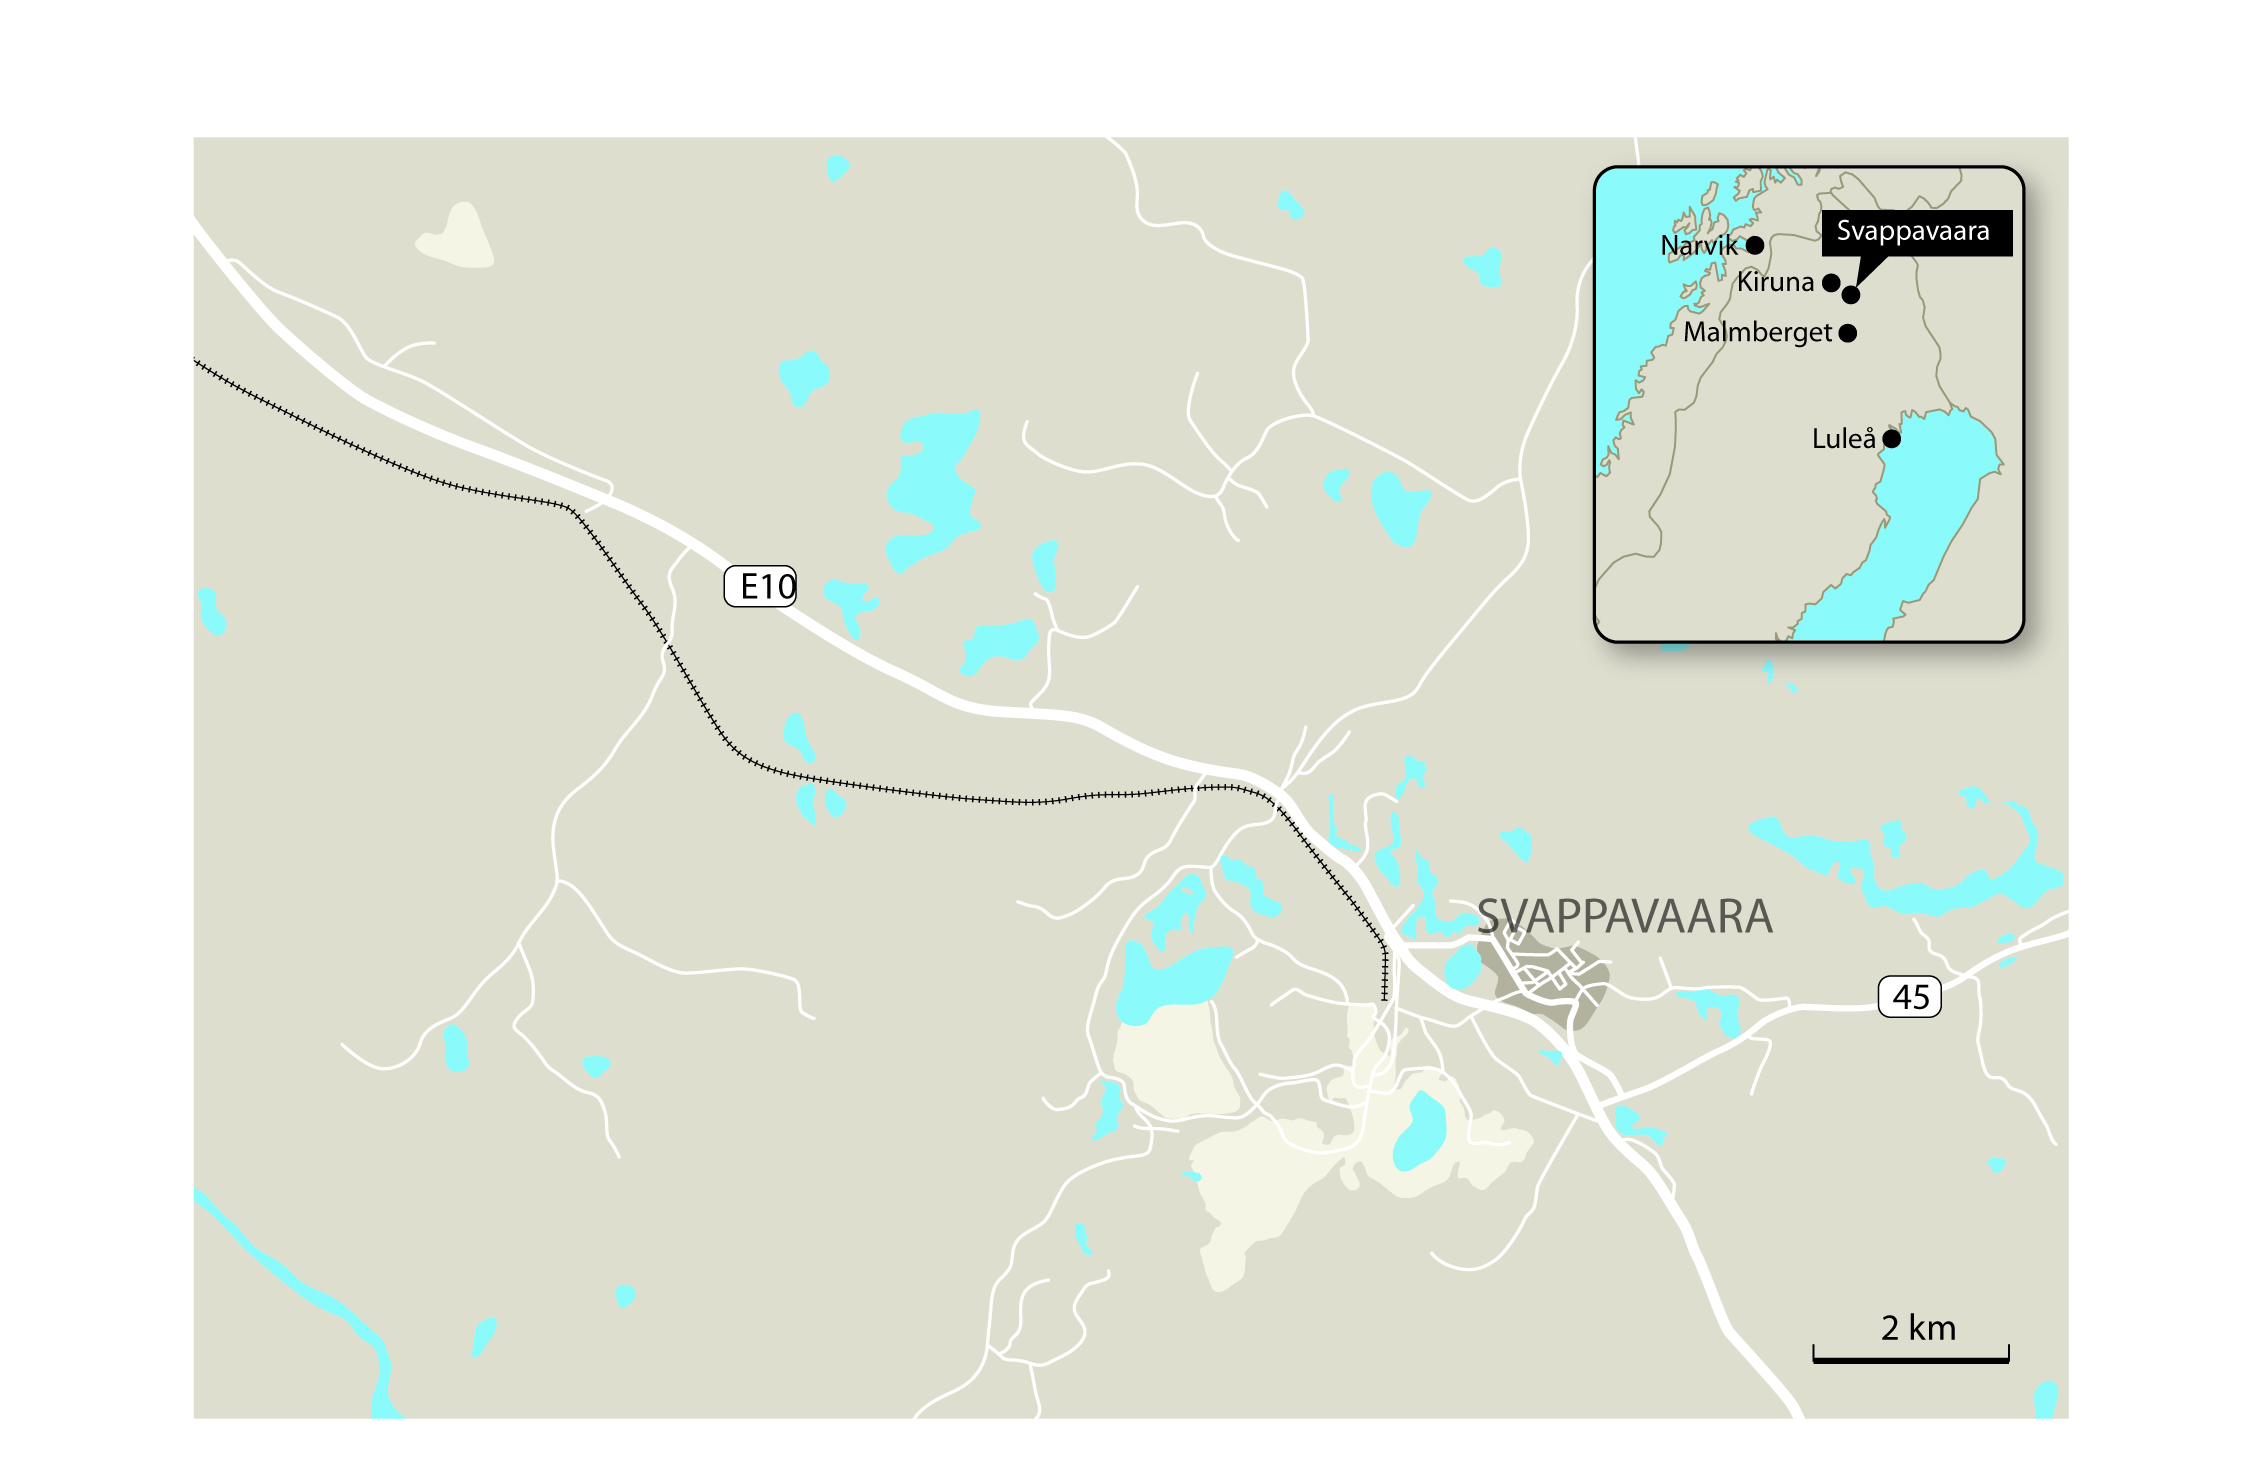 Svappavaara
Narvik
Kiruna
Malmberget
Luleå
E10
SVAPPAVAARA
45
2 km